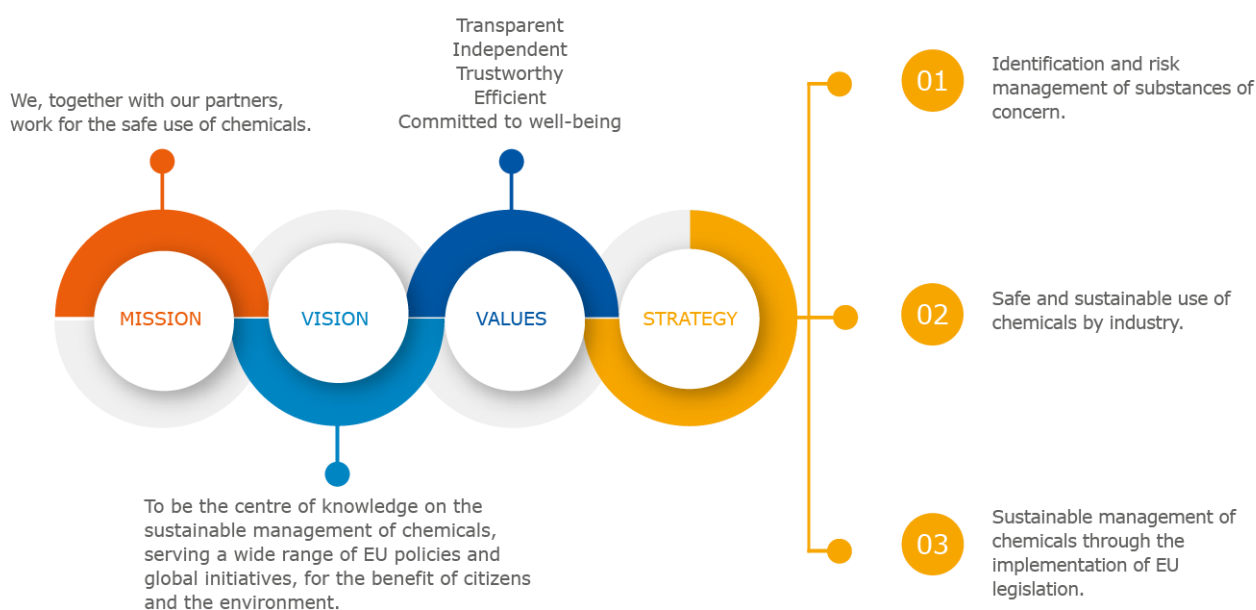 We, together with our partners,
work for the safe use of chemicals.
Transparent
Independent
Trustworthy
Efficient
Committed to well-being
MISSION
VISION
VALUES
STRATEGY
To be the centre of knowledge on the
sustainable management of chemicals,
serving a wide range of EU policies and
global initiatives, for the benefit of citizens
and the environment.
01
Identification and risk
management of substances of
concern.
02
Safe and sustainable use of
chemicals by industry.
03
Sustainable management of
chemicals through the
implementation of EU
legislation.